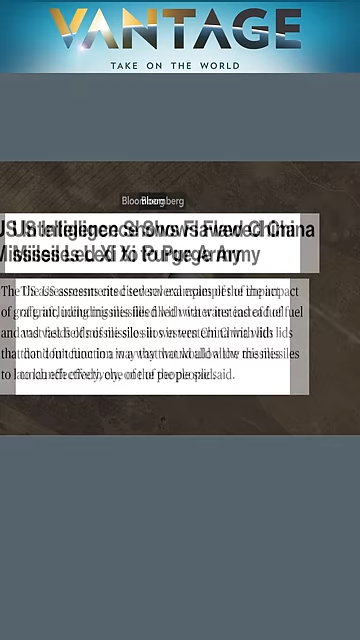 VANTAGE
TAKE ON THE WORLD
Bloomberg
US Intelligence Shows Flawed China
Missiles Led Xi to Purge Army
The US assessments cited several examples of the impact
of graft, including missiles filled with water instead of fuel
and vast fields of missile silos in western China with lids
that don't function in a way that would allow the missiles
to launch effectively, one of the people said.